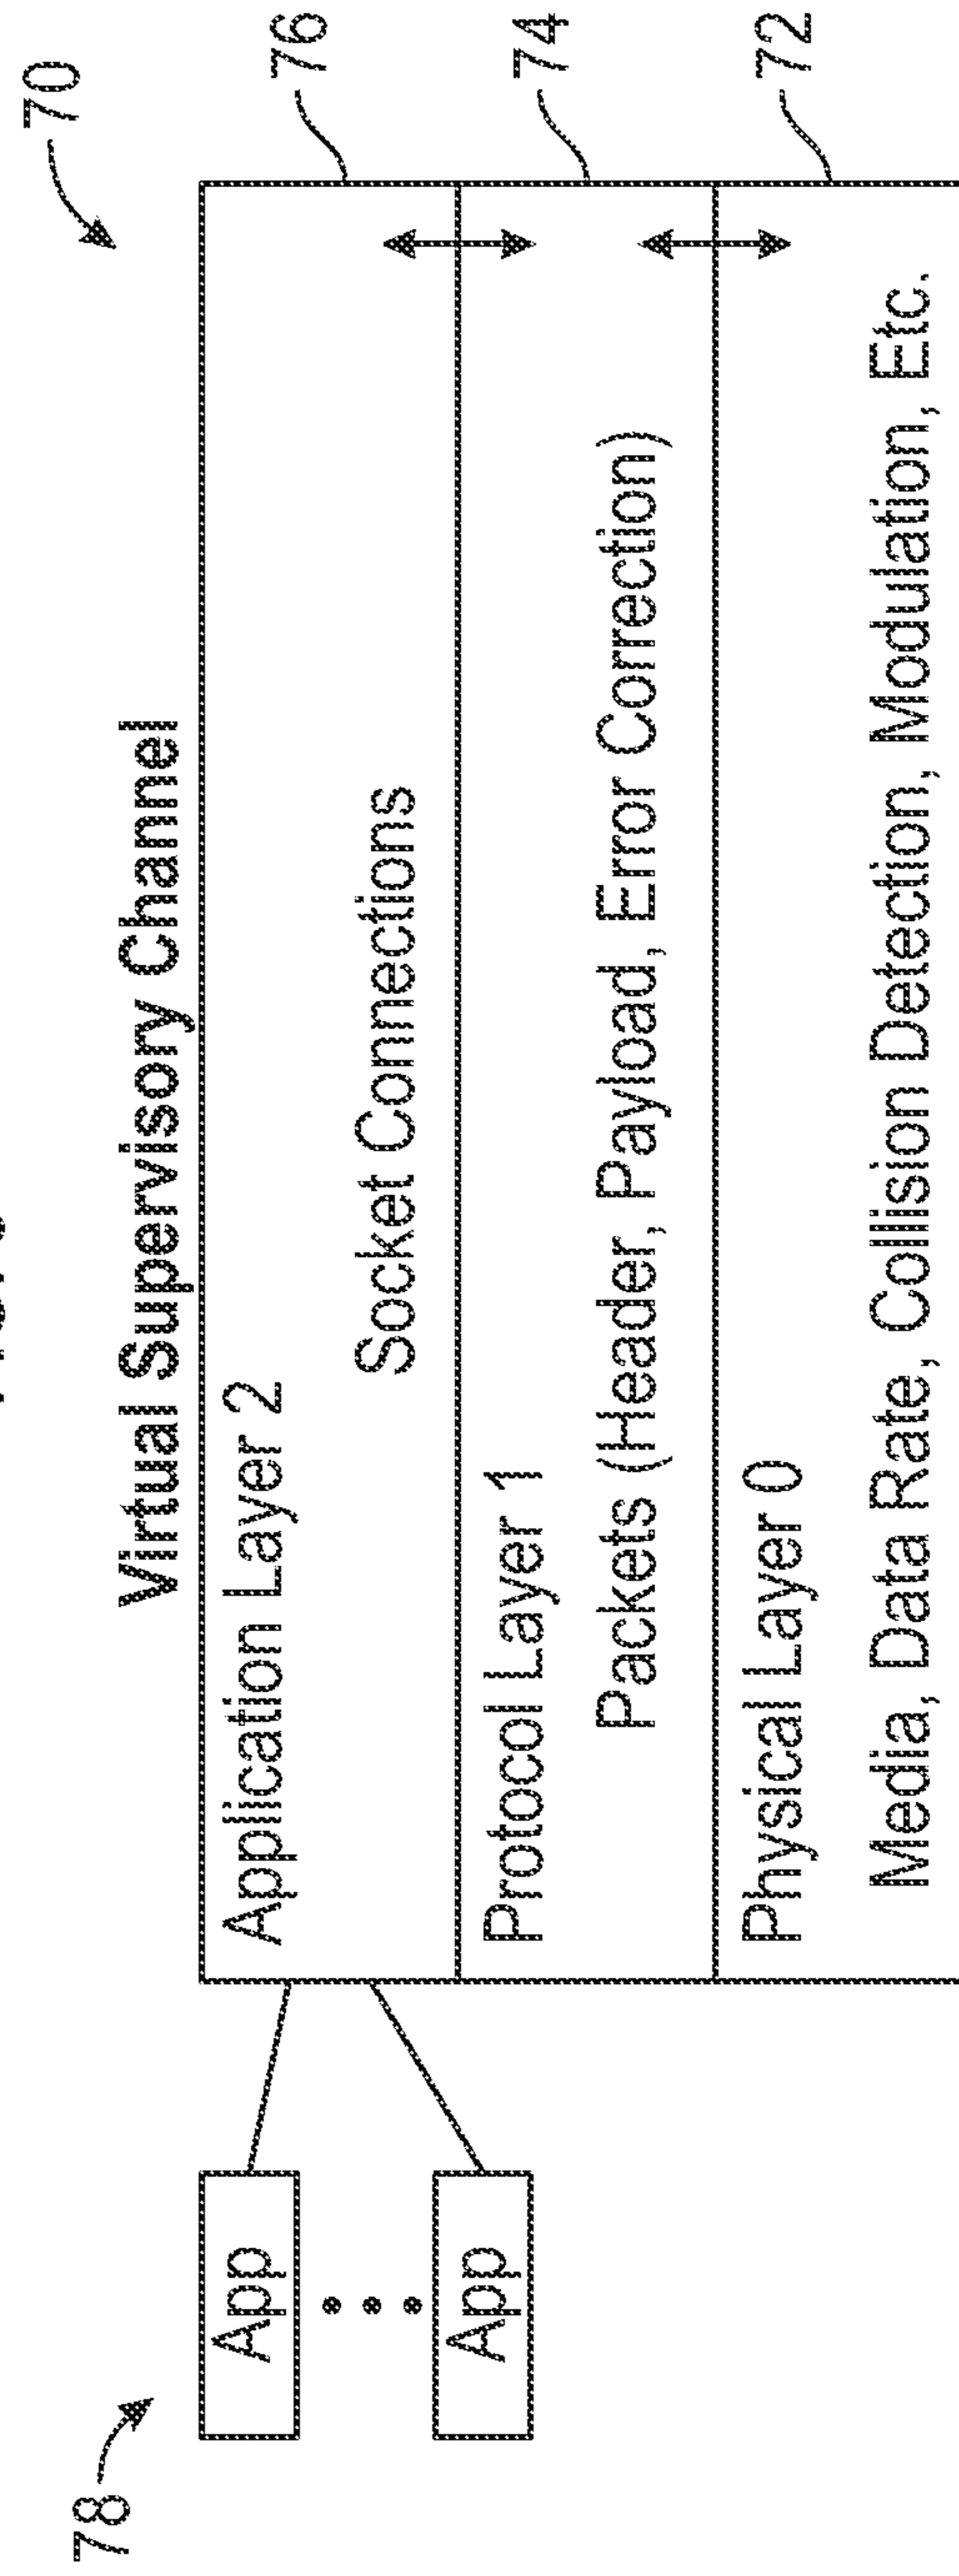 70
Virtual Supervisory Channel
78
App
App
Application Layer 2
Socket Connections
76
Protocol Layer 1
Packets (Header, Payload, Error Correction)
74
Physical Layer 0
Media, Data Rate, Collision Detection, Modulation, Etc.
72